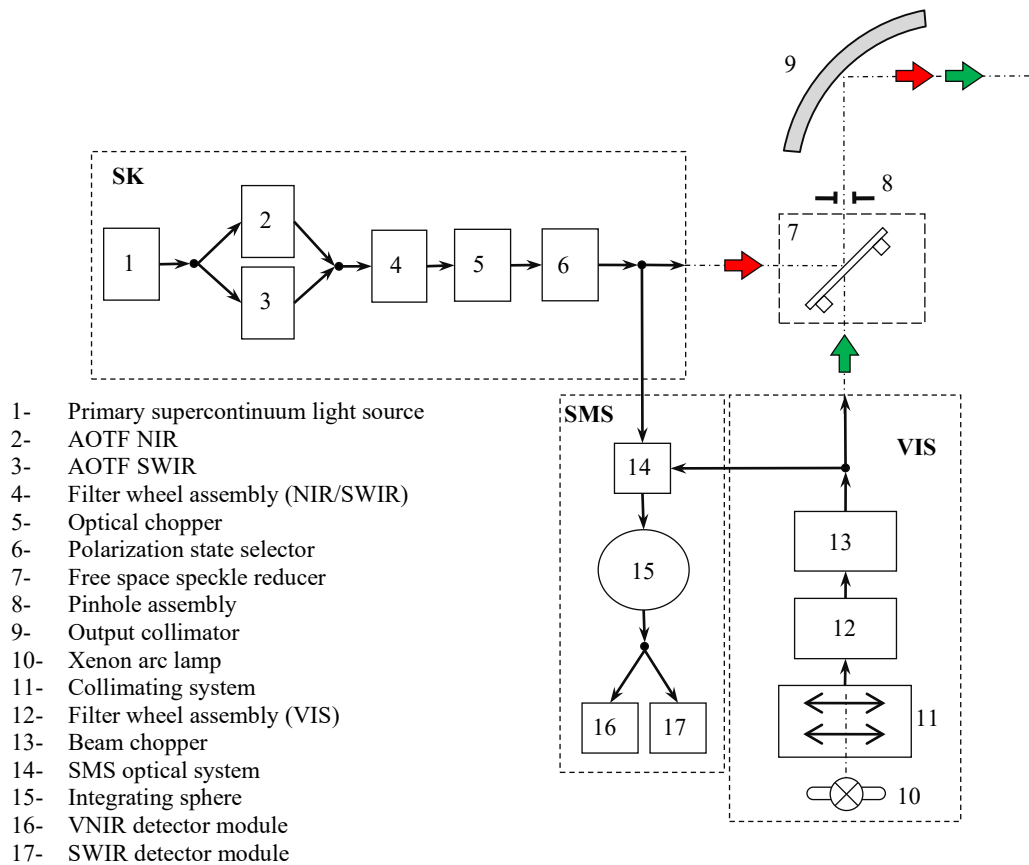 9
8
SK
7
2
1
4
5
6
3
1- Primary supercontinuum light source
2- AOTF NIR
3- AOTF SWIR
4- Filter wheel assembly (NIR/SWIR)
5- Optical chopper
6- Polarization state selector
7- Free space speckle reducer
8- Pinhole assembly
9- Output collimator
10- Xenon arc lamp
11- Collimating system
12- Filter wheel assembly (VIS)
13- Beam chopper
14- SMS optical system
15- Integrating sphere
16- VNIR detector module
17- SWIR detector module
SMS
VIS
14
13
15
12
16
17
11
10